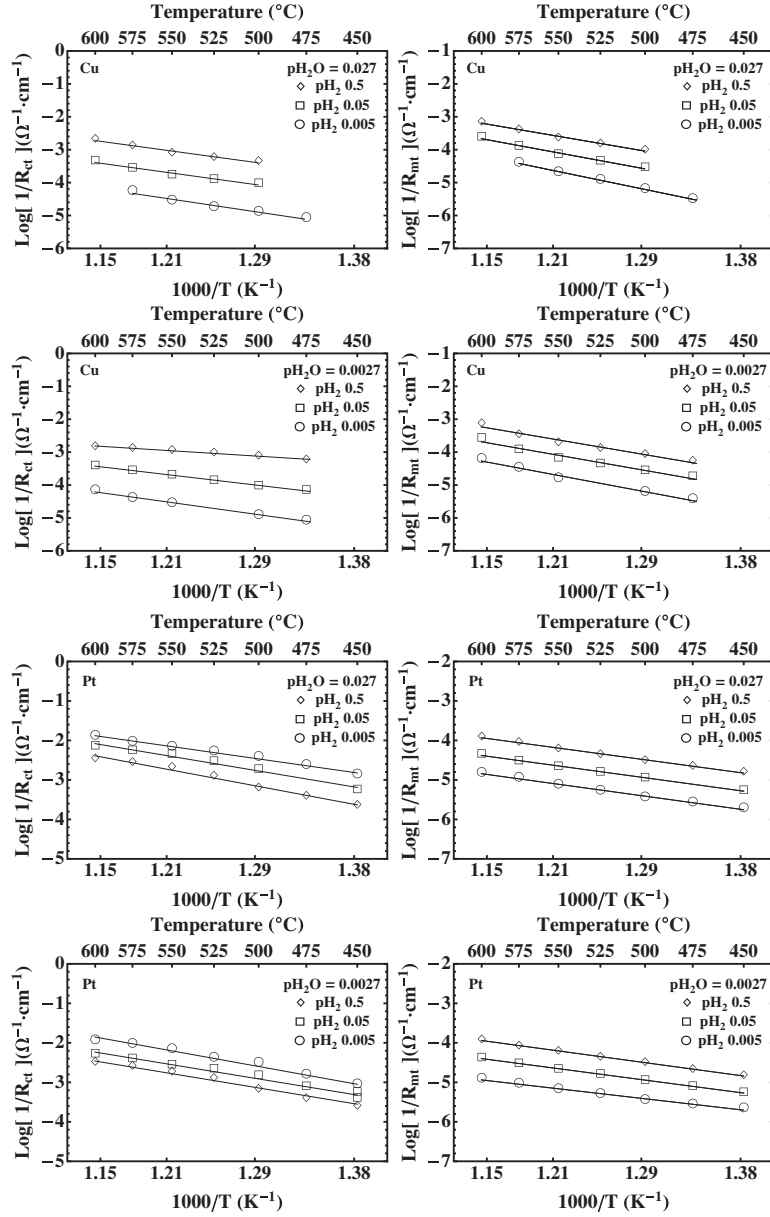 Temperature (°C)
600 575 550 525 500 475 450
Log[ 1/R_ct ](Ω⁻¹·cm⁻¹)
0
−1
−2
−3
−4
−5
−6
Cu
pH₂O = 0.027
◇ pH₂ 0.5
□ pH₂ 0.05
○ pH₂ 0.005
1.15 1.21 1.29 1.38
1000/T (K⁻¹)
Temperature (°C)
600 575 550 525 500 475 450
Log[ 1/R_mt ](Ω⁻¹·cm⁻¹)
−1
−2
−3
−4
−5
−6
−7
Cu
pH₂O = 0.027
◇ pH₂ 0.5
□ pH₂ 0.05
○ pH₂ 0.005
1.15 1.21 1.29 1.38
1000/T (K⁻¹)
Temperature (°C)
600 575 550 525 500 475 450
Log[ 1/R_ct ](Ω⁻¹·cm⁻¹)
0
−1
−2
−3
−4
−5
−6
Cu
pH₂O = 0.0027
◇ pH₂ 0.5
□ pH₂ 0.05
○ pH₂ 0.005
1.15 1.21 1.29 1.38
1000/T (K⁻¹)
Temperature (°C)
600 575 550 525 500 475 450
Log[ 1/R_mt ](Ω⁻¹·cm⁻¹)
−1
−2
−3
−4
−5
−6
−7
Cu
pH₂O = 0.0027
◇ pH₂ 0.5
□ pH₂ 0.05
○ pH₂ 0.005
1.15 1.21 1.29 1.38
1000/T (K⁻¹)
Temperature (°C)
600 575 550 525 500 475 450
Log[ 1/R_ct ](Ω⁻¹·cm⁻¹)
0
−1
−2
−3
−4
−5
Pt
pH₂O = 0.027
◇ pH₂ 0.5
□ pH₂ 0.05
○ pH₂ 0.005
1.15 1.21 1.29 1.38
1000/T (K⁻¹)
Temperature (°C)
600 575 550 525 500 475 450
Log[ 1/R_mt ](Ω⁻¹·cm⁻¹)
−2
−3
−4
−5
−6
−7
Pt
pH₂O = 0.027
◇ pH₂ 0.5
□ pH₂ 0.05
○ pH₂ 0.005
1.15 1.21 1.29 1.38
1000/T (K⁻¹)
Temperature (°C)
600 575 550 525 500 475 450
Log[ 1/R_ct ](Ω⁻¹·cm⁻¹)
0
−1
−2
−3
−4
−5
Pt
pH₂O = 0.0027
◇ pH₂ 0.5
□ pH₂ 0.05
○ pH₂ 0.005
1.15 1.21 1.29 1.38
1000/T (K⁻¹)
Temperature (°C)
600 575 550 525 500 475 450
Log[ 1/R_mt ](Ω⁻¹·cm⁻¹)
−2
−3
−4
−5
−6
−7
Pt
pH₂O = 0.0027
◇ pH₂ 0.5
□ pH₂ 0.05
○ pH₂ 0.005
1.15 1.21 1.29 1.38
1000/T (K⁻¹)